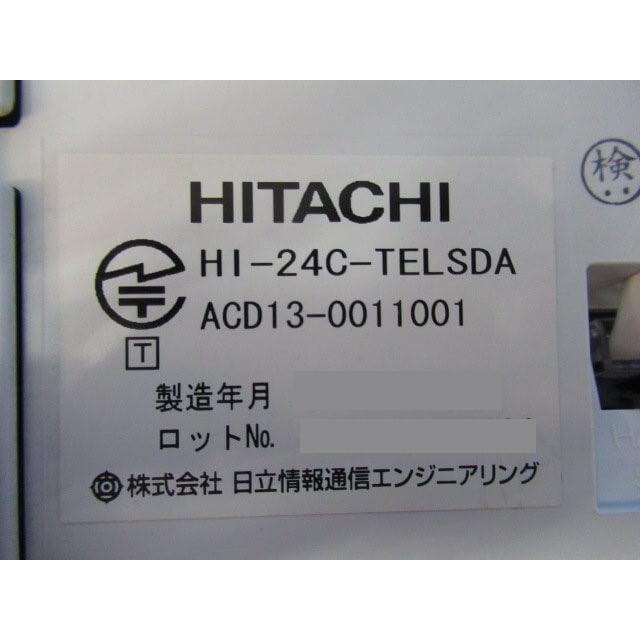 検
HITACHI
HI-24C-TELSDA
ACD13-0011001
T
製造年月
ロットNo.
株式会社 日立情報通信エンジニアリング